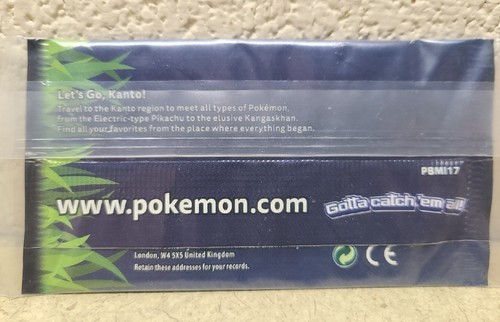 Let's Go, Kanto!
Travel to the Kanto region to meet all types of Pokémon,
from the Electric-type Pikachu to the elusive Kangaskhan.
Find all your favorites from the place where everything began.
PBMI17
www.pokemon.com
Gotta catch 'em all!
London, W4 5XS United Kingdom
Retain these addresses for your records.
CE